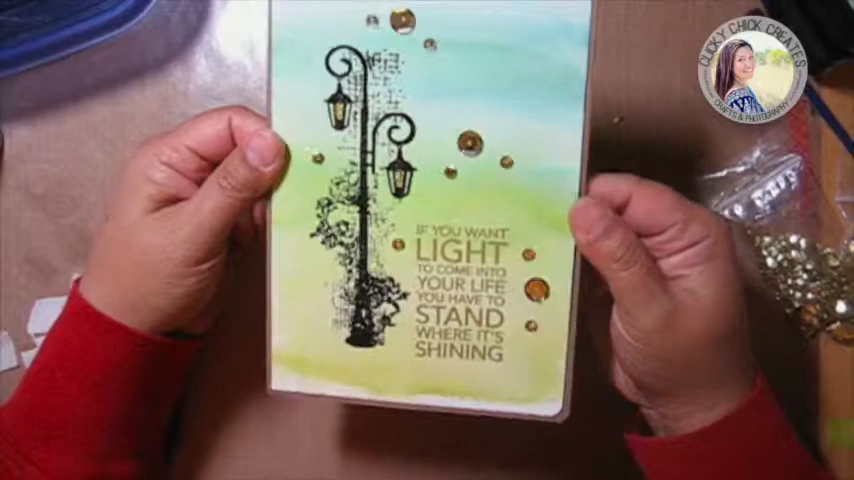 CLICKY CHICK CREATES
CRAFTS & PHOTOGRAPHY
IF YOU WANT
LIGHT
TO COME INTO
YOUR LIFE
YOU HAVE TO
STAND
WHERE IT'S
SHINING